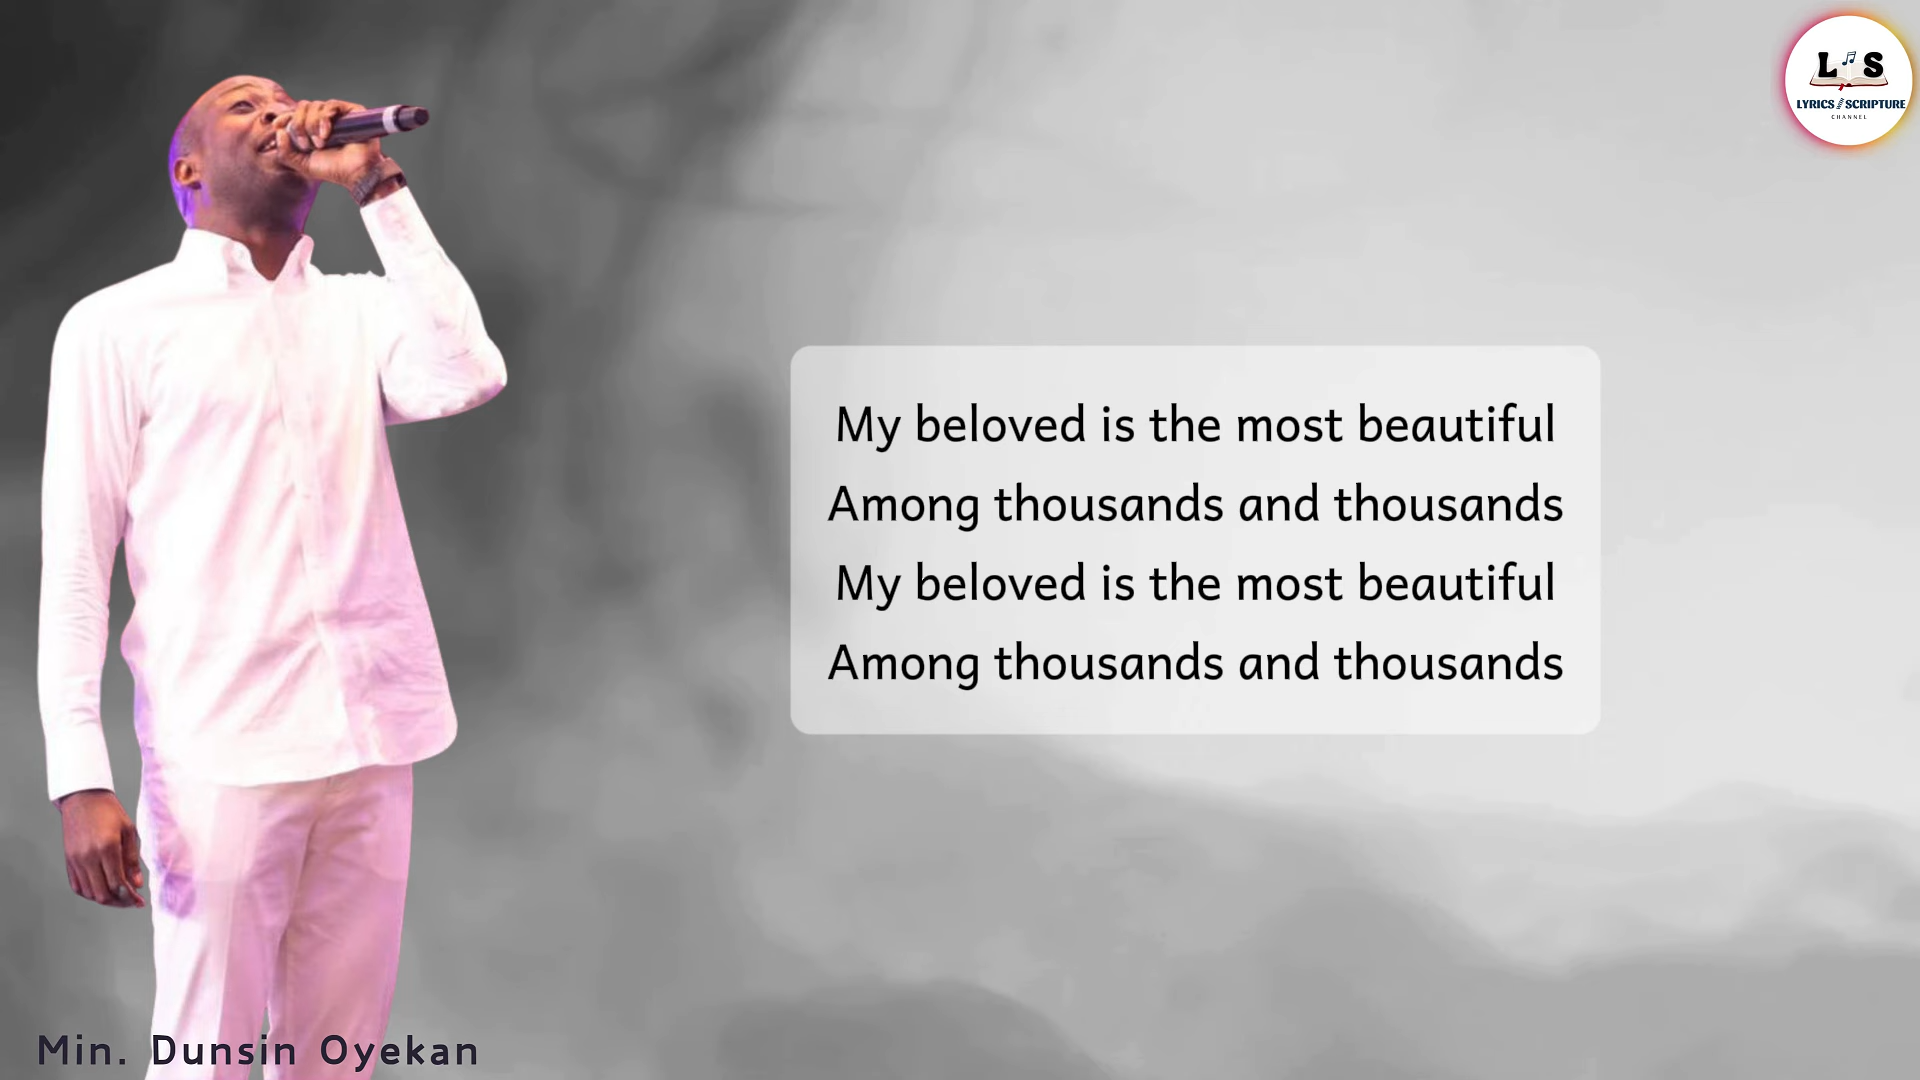 L S
LYRICS SCRIPTURE
CHANNEL
My beloved is the most beautiful
Among thousands and thousands
My beloved is the most beautiful
Among thousands and thousands
Min. Dunsin Oyekan